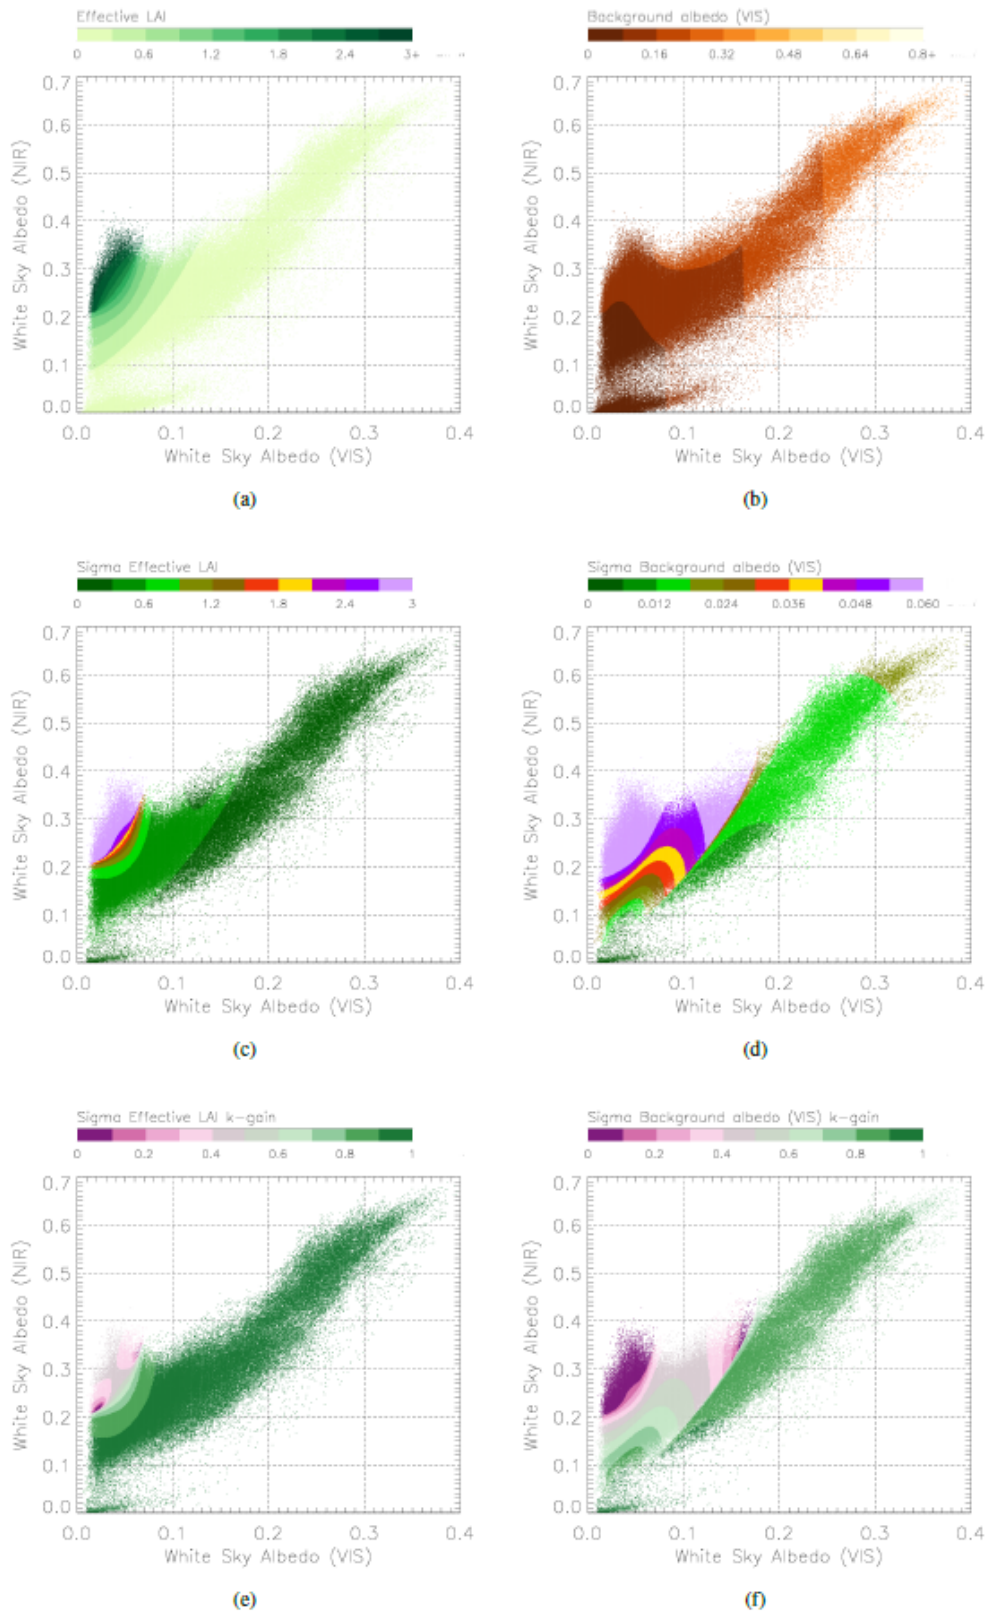 Effective LAI
0 0.6 1.2 1.8 2.4 3+
White Sky Albedo (NIR)
0.7
0.6
0.5
0.4
0.3
0.2
0.1
0.0
0.0 0.1 0.2 0.3 0.4
White Sky Albedo (VIS)
(a)
Background albedo (VIS)
0 0.16 0.32 0.48 0.64 0.8+
White Sky Albedo (NIR)
0.7
0.6
0.5
0.4
0.3
0.2
0.1
0.0
0.0 0.1 0.2 0.3 0.4
White Sky Albedo (VIS)
(b)
Sigma Effective LAI
0 0.6 1.2 1.8 2.4 3
White Sky Albedo (NIR)
0.7
0.6
0.5
0.4
0.3
0.2
0.1
0.0
0.0 0.1 0.2 0.3 0.4
White Sky Albedo (VIS)
(c)
Sigma Background albedo (VIS)
0 0.012 0.024 0.036 0.048 0.060
White Sky Albedo (NIR)
0.7
0.6
0.5
0.4
0.3
0.2
0.1
0.0
0.0 0.1 0.2 0.3 0.4
White Sky Albedo (VIS)
(d)
Sigma Effective LAI k-gain
0 0.2 0.4 0.6 0.8 1
White Sky Albedo (NIR)
0.7
0.6
0.5
0.4
0.3
0.2
0.1
0.0
0.0 0.1 0.2 0.3 0.4
White Sky Albedo (VIS)
(e)
Sigma Background albedo (VIS) k-gain
0 0.2 0.4 0.6 0.8 1
White Sky Albedo (NIR)
0.7
0.6
0.5
0.4
0.3
0.2
0.1
0.0
0.0 0.1 0.2 0.3 0.4
White Sky Albedo (VIS)
(f)